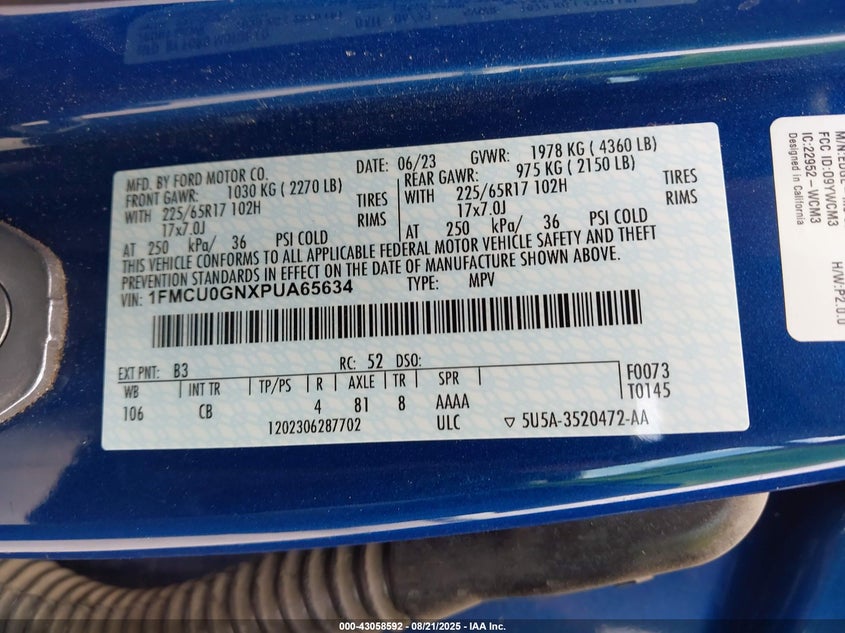 MFD. BY FORD MOTOR CO.
DATE: 06/23 GVWR: 1978 KG ( 4360 LB)
FRONT GAWR: 1030 KG ( 2270 LB)
REAR GAWR: 975 KG ( 2150 LB)
WITH 225/65R17 102H TIRES
WITH 225/65R17 102H TIRES
17x7.0J RIMS
17x7.0J RIMS
AT 250 kPa/ 36 PSI COLD
AT 250 kPa/ 36 PSI COLD
THIS VEHICLE CONFORMS TO ALL APPLICABLE FEDERAL MOTOR VEHICLE SAFETY AND THEFT
PREVENTION STANDARDS IN EFFECT ON THE DATE OF MANUFACTURE SHOWN ABOVE.
VIN: 1FMCU0GNXPUA65634 TYPE: MPV
EXT PNT: B3 RC: 52 DSO:
WB INT TR TP/PS R AXLE TR SPR
106 CB 4 81 8 AAAA
F0073
T0145
1202306287702 ULC ▽ 5U5A-3520472-AA
FCC ID:O9YWCM3
IC:22952-WCM3
Designed in California
H/W:P2.0.0
000-43058592 - 08/21/2025 - IAA Inc.